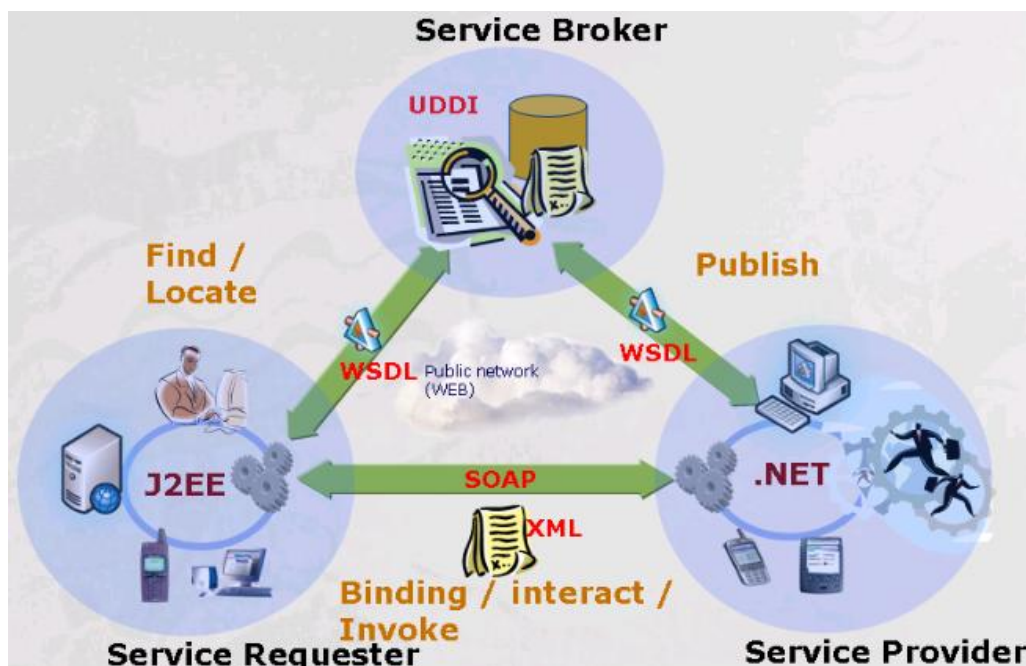 Service Broker
UDDI
Find /
Locate
Publish
WSDL
Public network
(WEB)
WSDL
J2EE
SOAP
.NET
XML
Binding / interact /
Invoke
Service Requester
Service Provider